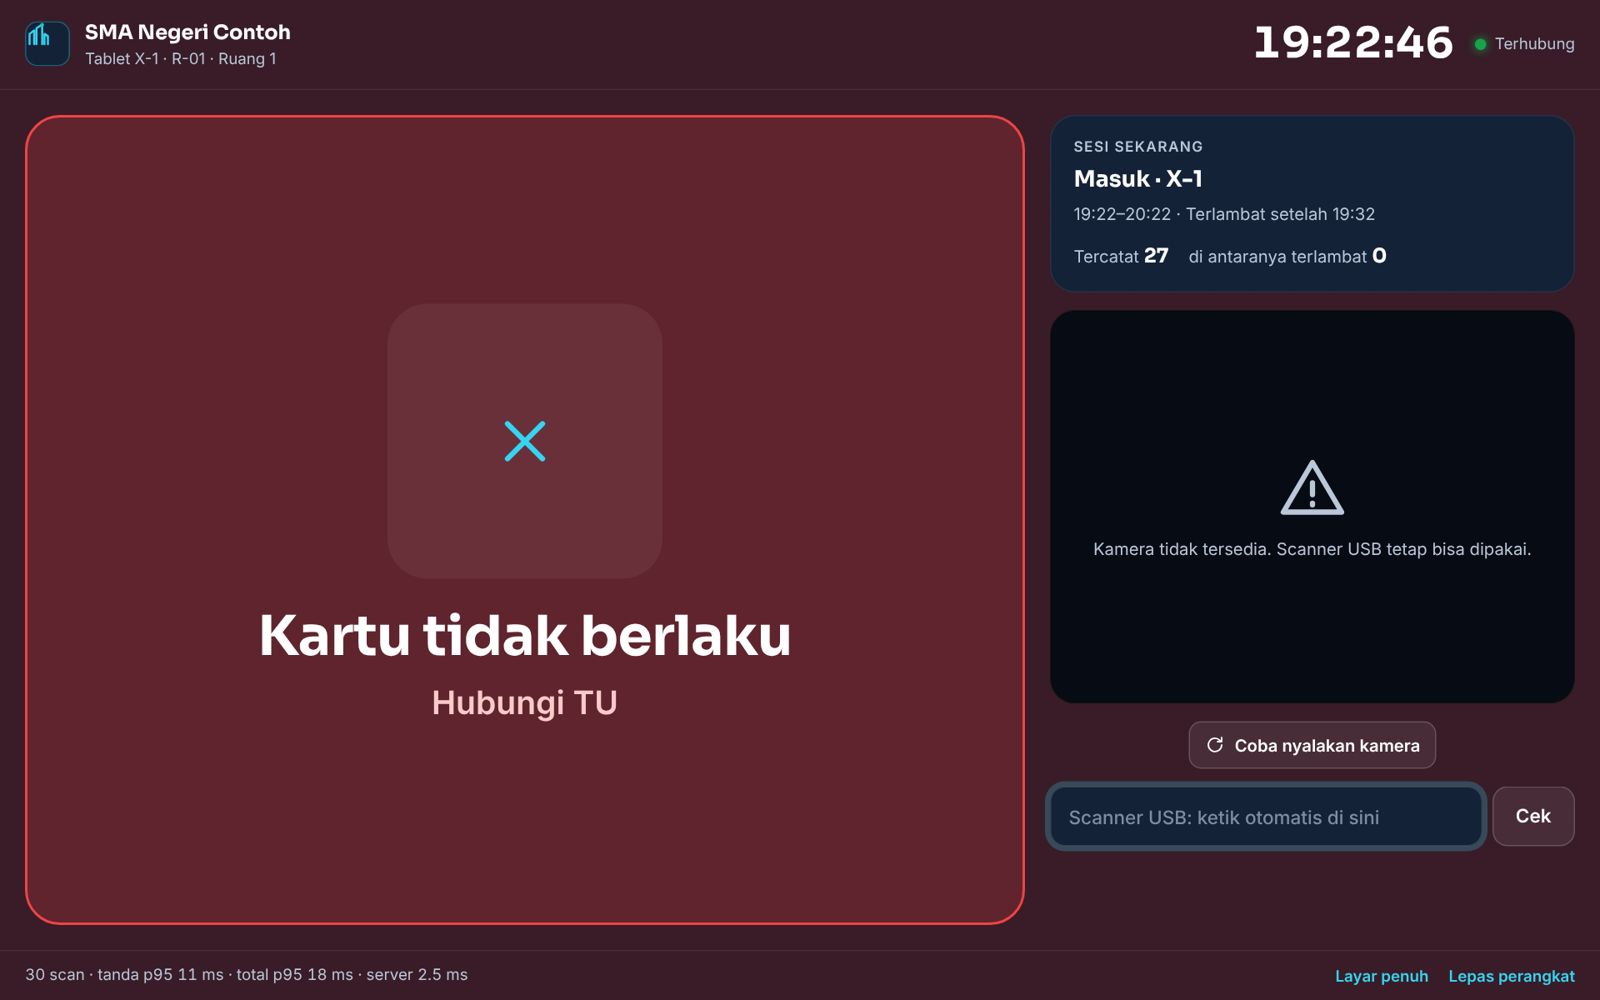 SMA Negeri Contoh
Tablet X-1 · R-01 · Ruang 1
19:22:46
Terhubung
Kartu tidak berlaku
Hubungi TU
SESI SEKARANG
Masuk · X-1
19:22–20:22 · Terlambat setelah 19:32
Tercatat 27 di antaranya terlambat 0
Kamera tidak tersedia. Scanner USB tetap bisa dipakai.
Coba nyalakan kamera
Scanner USB: ketik otomatis di sini
Cek
30 scan · tanda p95 11 ms · total p95 18 ms · server 2.5 ms
Layar penuh
Lepas perangkat